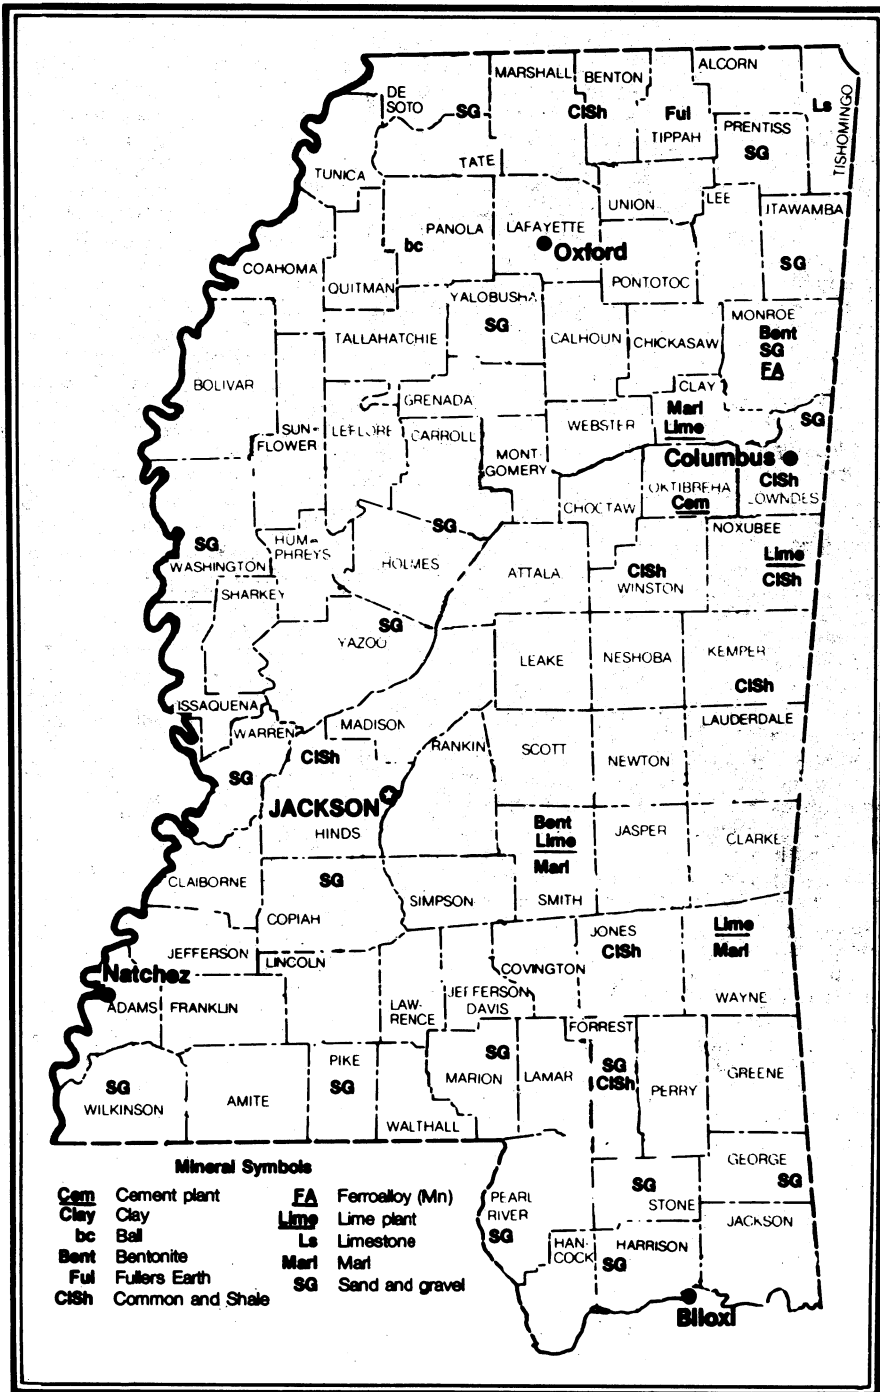 MARSHALL
BENTON
ALCORN
DE
SOTO
SG
ClSh
Ful
TIPPAH
Ls
TISHOMINGO
PRENTISS
SG
TATE
TUNICA
UNION
LEE
ITAWAMBA
SG
PANOLA
bc
LAFAYETTE
Oxford
COAHOMA
QUITMAN
PONTOTOC
YALOBUSHA
SG
TALLAHATCHIE
CALHOUN
CHICKASAW
MONROE
Bent
SG
FA
BOLIVAR
GRENADA
CLAY
Marl
Lime
SUN-
FLOWER
LEFLORE
CARROLL
MONT-
GOMERY
WEBSTER
SG
Columbus
ClSh
LOWNDES
OKTIBBEHA
Cem
CHOCTAW
NOXUBEE
Lime
ClSh
SG
WASHINGTON
HUM-
PHREYS
SG
HOLMES
ATTALA
ClSh
WINSTON
SHARKEY
SG
YAZOO
LEAKE
NESHOBA
KEMPER
ClSh
ISSAQUENA
WARREN
SG
MADISON
ClSh
RANKIN
SCOTT
NEWTON
LAUDERDALE
JACKSON
HINDS
Bent
Lime
Marl
SMITH
JASPER
CLARKE
CLAIBORNE
SG
COPIAH
SIMPSON
JEFFERSON
LINCOLN
COVINGTON
JONES
ClSh
Lime
Marl
WAYNE
Natchez
ADAMS
FRANKLIN
LAW-
RENCE
JEFFERSON
DAVIS
SG
WILKINSON
AMITE
PIKE
SG
WALTHALL
SG
MARION
LAMAR
FORREST
SG
ClSh
PERRY
GREENE
GEORGE
SG
PEARL
RIVER
SG
SG
STONE
JACKSON
HAN-
COCK
HARRISON
SG
Biloxi
Mineral Symbols
Cem Cement plant
Clay Clay
bc Ball
Bent Bentonite
Ful Fullers Earth
ClSh Common and Shale
FA Ferroalloy (Mn)
Lime Lime plant
Ls Limestone
Marl Marl
SG Sand and gravel